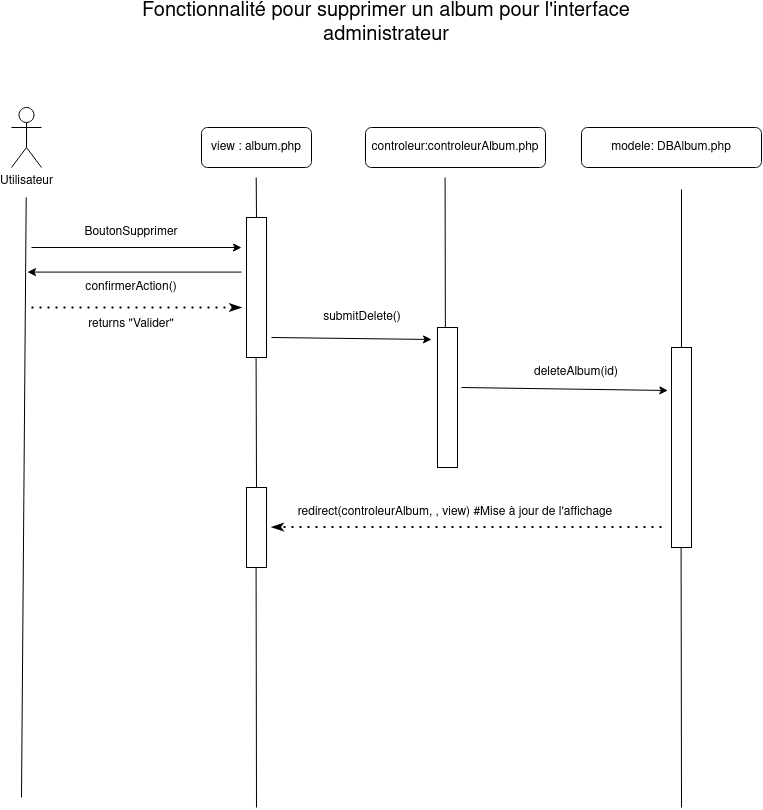 Fonctionnalité pour supprimer un album pour l'interface
administrateur
Utilisateur
view : album.php
controleur:controleurAlbum.php
modele: DBAlbum.php
BoutonSupprimer
confirmerAction()
returns "Valider"
submitDelete()
deleteAlbum(id)
redirect(controleurAlbum, , view) #Mise à jour de l'affichage